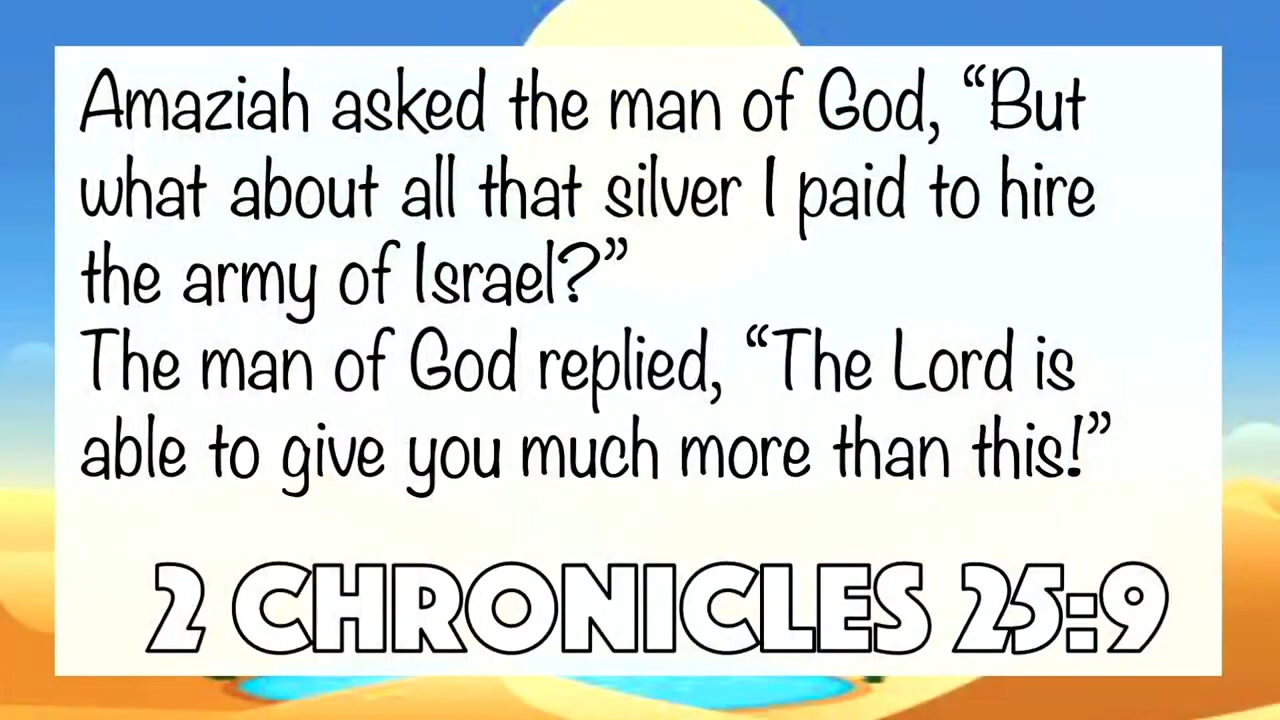 Amaziah asked the man of God, “But
what about all that silver I paid to hire
the army of Israel?”
The man of God replied, “The Lord is
able to give you much more than this!”
2 CHRONICLES 25:9